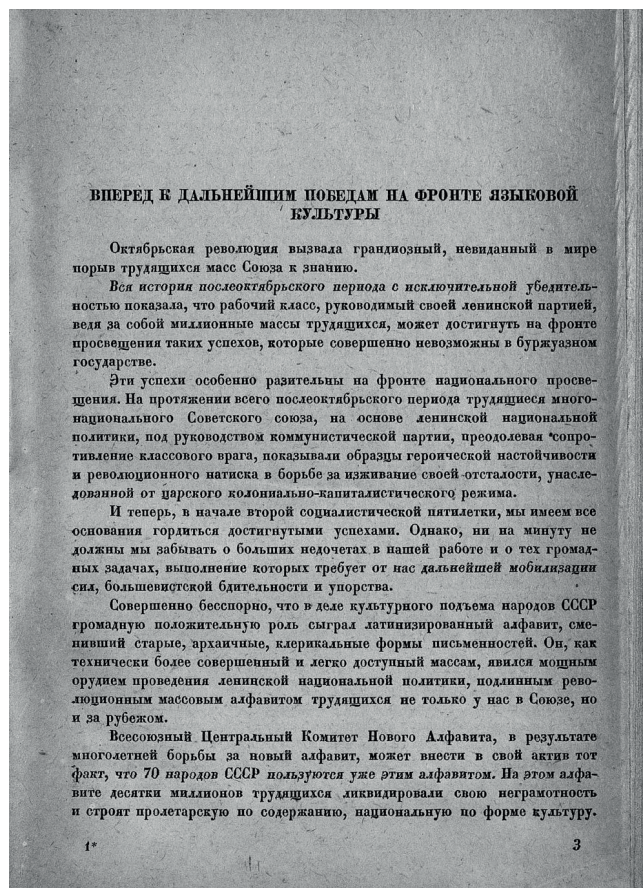 ВПЕРЕД К ДАЛЬНЕЙШИМ ПОБЕДАМ НА ФРОНТЕ ЯЗЫКОВОЙ
КУЛЬТУРЫ
Октябрьская революция вызвала грандиозный, невиданный в мире
порыв трудящихся масс Союза к знанию.
Вся история послеоктябрьского периода с исключительной убедитель-
ностью показала, что рабочий класс, руководимый своей ленинской партией,
ведя за собой миллионные массы трудящихся, может достигнуть на фронте
просвещения таких успехов, которые совершенно невозможны в буржуазном
государстве.
Эти успехи особенно разительны на фронте национального просве-
щения. На протяжении всего послеоктябрьского периода трудящиеся много-
национального Советского союза, на основе ленинской национальной
политики, под руководством коммунистической партии, преодолевая сопро-
тивление классового врага, показывали образцы героической настойчивости
и революционного натиска в борьбе за изживание своей отсталости, унасле-
дованной от царского колониально-капиталистического режима.
И теперь, в начале второй социалистической пятилетки, мы имеем все
основания гордиться достигнутыми успехами. Однако, ни на минуту не
должны мы забывать о больших недочетах в нашей работе и о тех громад-
ных задачах, выполнение которых требует от нас дальнейшей мобилизации
сил, большевистской бдительности и упорства.
Совершенно бесспорно, что в деле культурного подъема народов СССР
громадную положительную роль сыграл латинизированный алфавит, сме-
нивший старые, архаичные, клерикальные формы письменностей. Он, как
технически более совершенный и легко доступный массам, явился мощным
орудием проведения ленинской национальной политики, подлинным рево-
люционным массовым алфавитом трудящихся не только у нас в Союзе, но
и за рубежом.
Всесоюзный Центральный Комитет Нового Алфавита, в результате
многолетней борьбы за новый алфавит, может внести в свой актив тот
факт, что 70 народов СССР пользуются уже этим алфавитом. На этом алфа-
вите десятки миллионов трудящихся ликвидировали свою неграмотность
и строят пролетарскую по содержанию, национальную по форме культуру.
1*
3